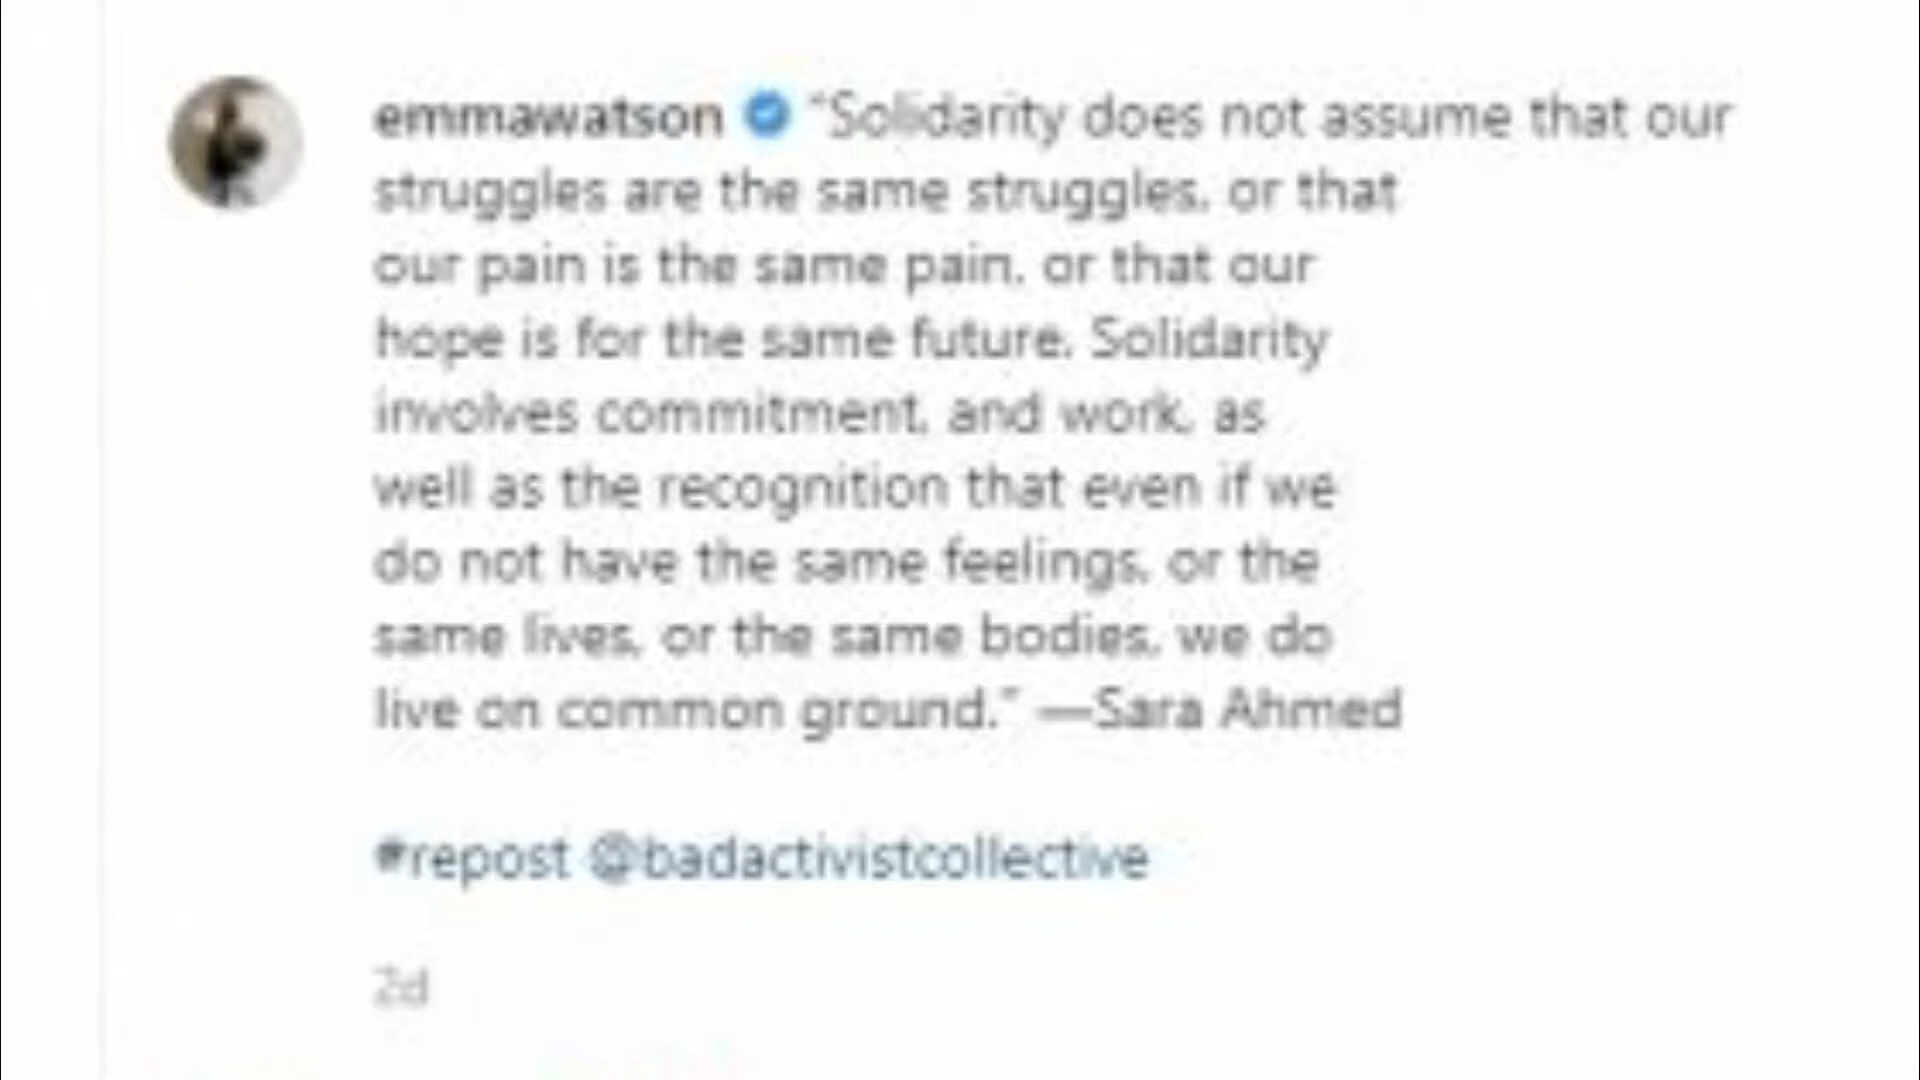 emmawatson "Solidarity does not assume that our
struggles are the same struggles, or that
our pain is the same pain, or that our
hope is for the same future. Solidarity
involves commitment, and work, as
well as the recognition that even if we
do not have the same feelings, or the
same lives, or the same bodies, we do
live on common ground." —Sara Ahmed
#repost @badactivistcollective
2d